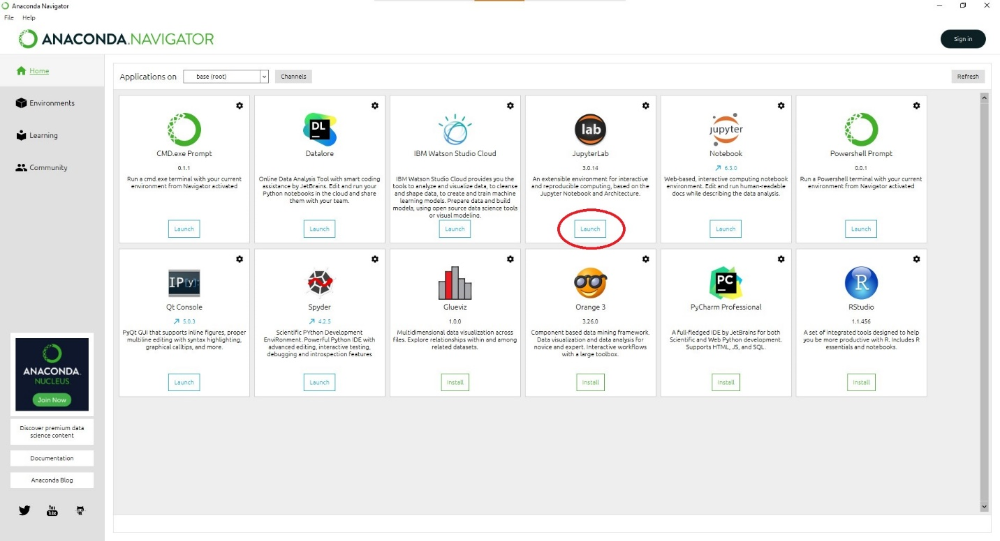 Anaconda Navigator
File Help
ANACONDA.NAVIGATOR
Sign in
Home
Environments
Learning
Community
Applications on base (root) Channels
Refresh
CMD.exe Prompt
0.1.1
Run a cmd.exe terminal with your current
environment from Navigator activated
Launch
DL
Datalore
Online Data Analysis Tool with smart coding
assistance by JetBrains. Edit and run your
Python notebooks in the cloud and share
them with your team.
Launch
IBM Watson Studio Cloud
IBM Watson Studio Cloud provides you the
tools to analyze and visualize data, to cleanse
and shape data, to create and train machine
learning models. Prepare data and build
models, using open source data science tools
or visual modeling.
Launch
lab
JupyterLab
3.0.14
An extensible environment for interactive
and reproducible computing, based on the
Jupyter Notebook and Architecture.
Launch
jupyter
Notebook
6.3.0
Web-based, interactive computing notebook
environment. Edit and run human-readable
docs while describing the data analysis.
Launch
Powershell Prompt
0.0.1
Run a Powershell terminal with your current
environment from Navigator activated
Launch
IP[y]:
Qt Console
5.0.3
PyQt GUI that supports inline figures, proper
multiline editing with syntax highlighting,
graphical calltips, and more.
Launch
Spyder
4.2.5
Scientific PYthon Development
EnviRonment. Powerful Python IDE with
advanced editing, interactive testing,
debugging and introspection features
Launch
Glueviz
1.0.0
Multidimensional data visualization across
files. Explore relationships within and among
related datasets.
Install
Orange 3
3.26.0
Component based data mining framework.
Data visualization and data analysis for
novice and expert. Interactive workflows
with a large toolbox.
Install
PC
PyCharm Professional
A full-fledged IDE by JetBrains for both
Scientific and Web Python development.
Supports HTML, JS, and SQL.
Install
R
RStudio
1.1.456
A set of integrated tools designed to help
you be more productive with R. Includes R
essentials and notebooks.
Install
ANACONDA.
NUCLEUS
Join Now
Discover premium data
science content
Documentation
Anaconda Blog
You
Tube